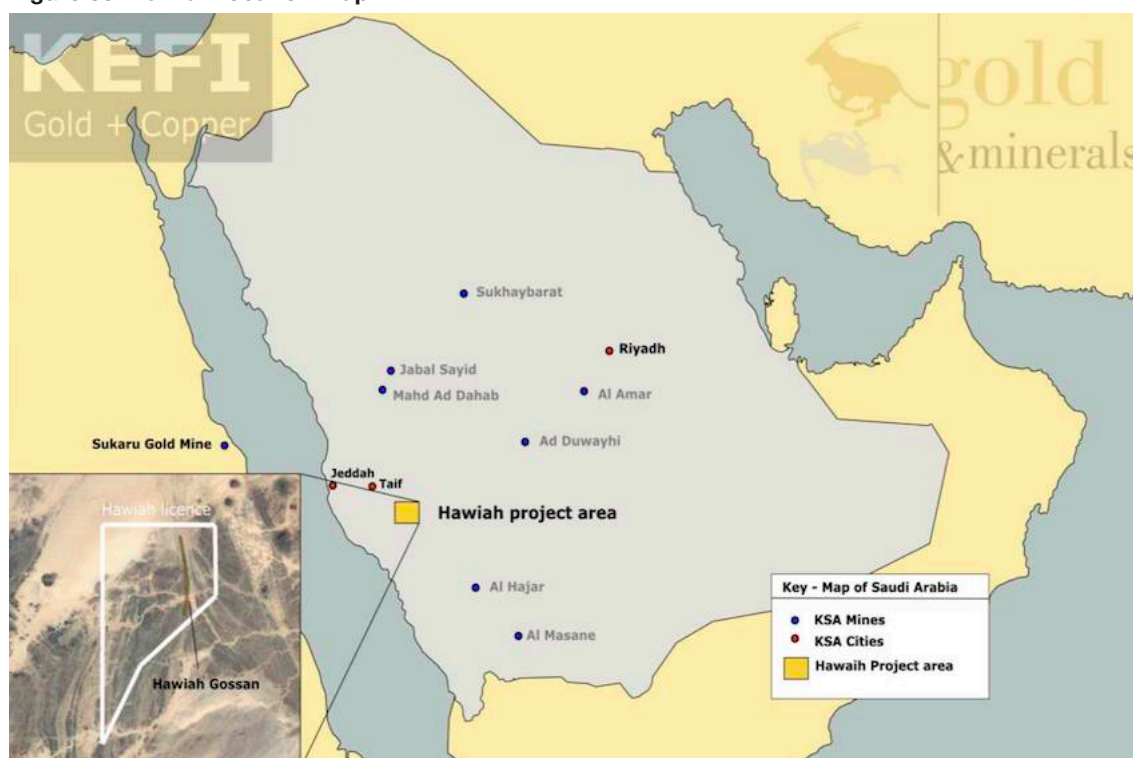 KEFI
Gold + Copper
gold
& minerals
Sukhaybarat
Riyadh
Jabal Sayid
Mahd Ad Dahab
Al Amar
Sukaru Gold Mine
Ad Duwayhi
Jeddah
Taif
Hawiah project area
Hawiah licence
Hawiah Gossan
Al Hajar
Al Masane
Key - Map of Saudi Arabia
KSA Mines
KSA Cities
Hawaih Project area